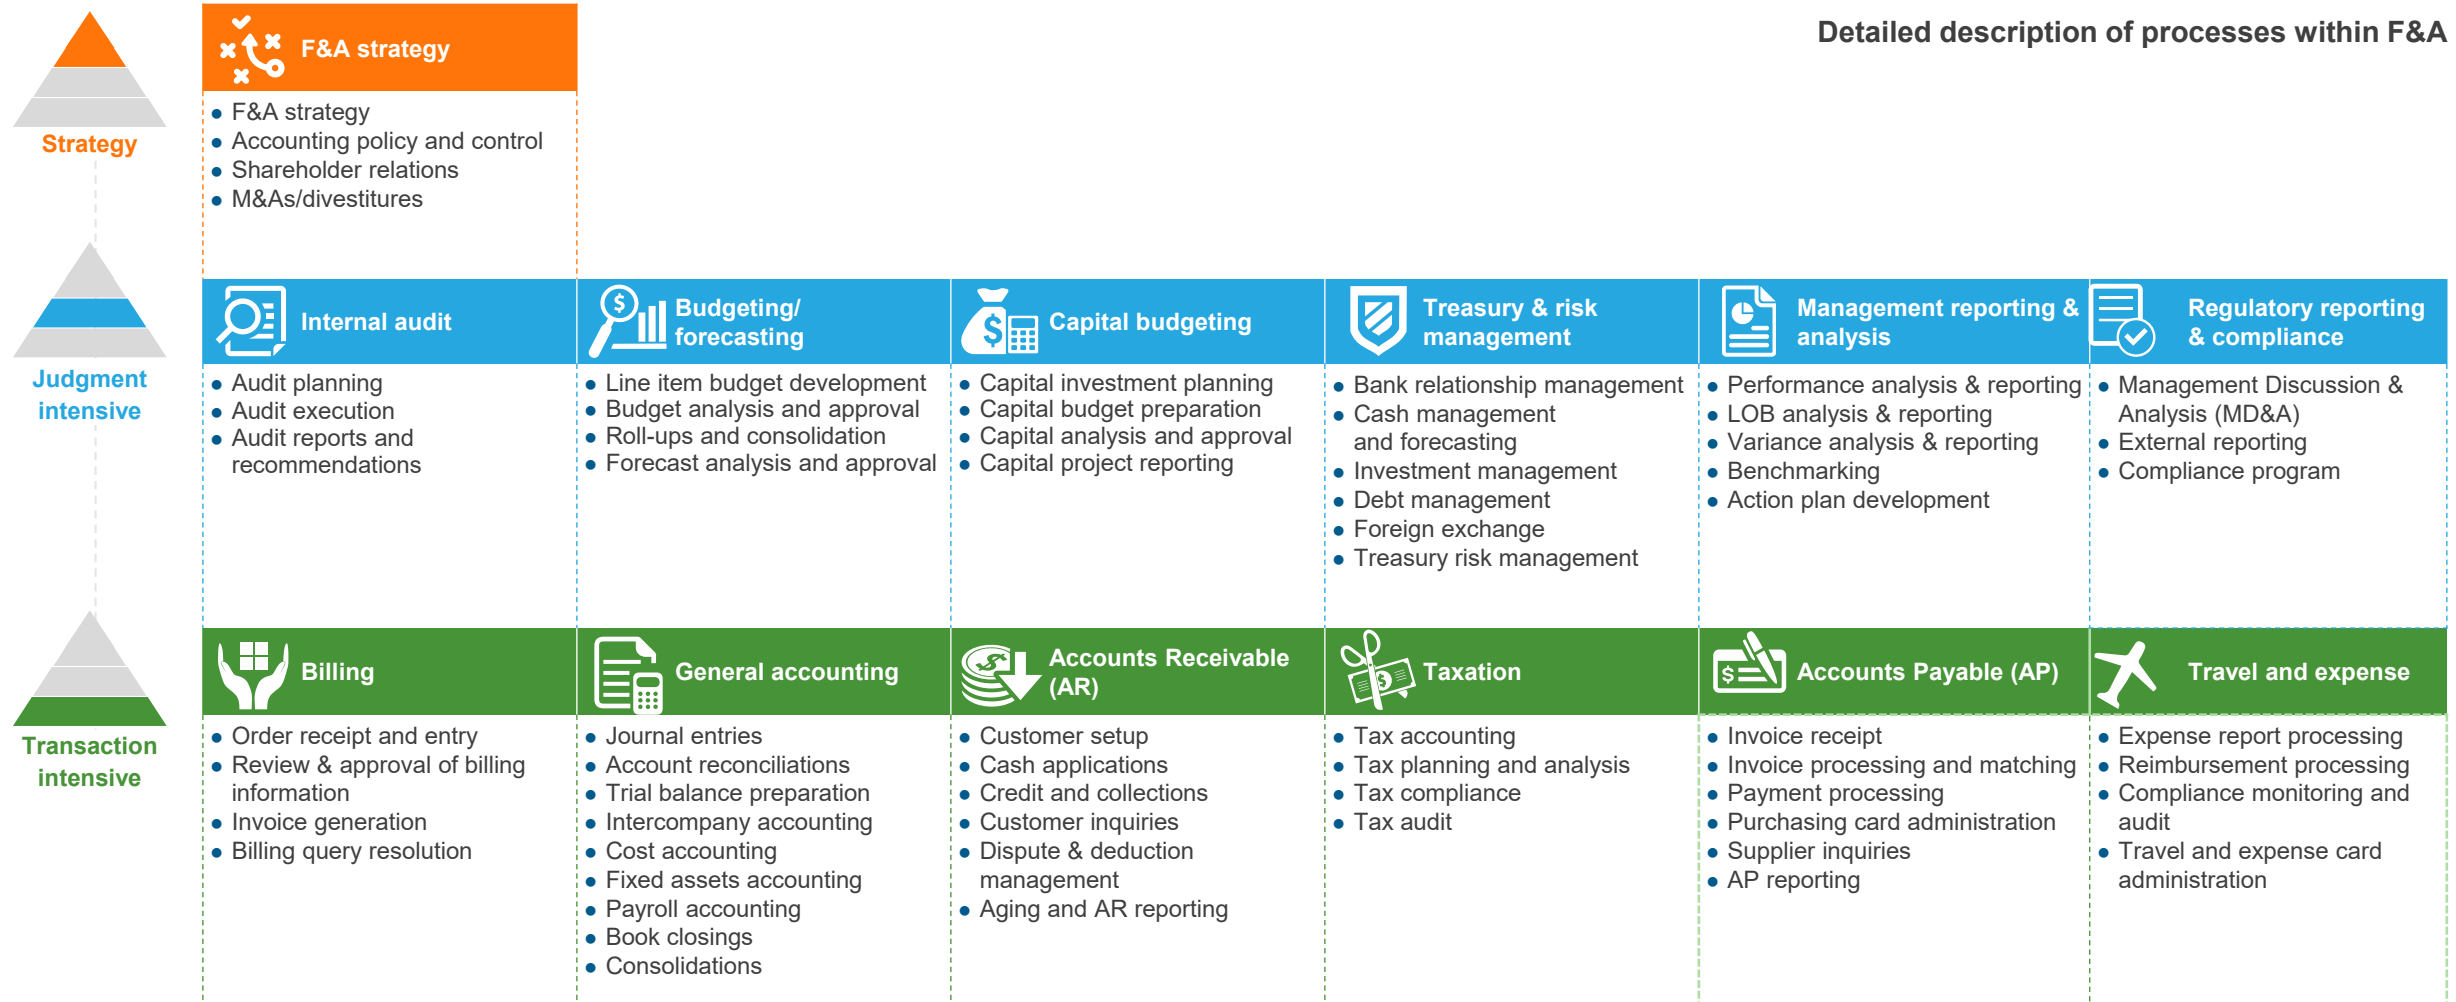 Detailed description of processes within F&A
Strategy
F&A strategy
● F&A strategy
● Accounting policy and control
● Shareholder relations
● M&As/divestitures
Judgment
intensive
Internal audit
● Audit planning
● Audit execution
● Audit reports and
recommendations
Budgeting/
forecasting
● Line item budget development
● Budget analysis and approval
● Roll-ups and consolidation
● Forecast analysis and approval
Capital budgeting
● Capital investment planning
● Capital budget preparation
● Capital analysis and approval
● Capital project reporting
Treasury & risk
management
● Bank relationship management
● Cash management
and forecasting
● Investment management
● Debt management
● Foreign exchange
● Treasury risk management
Management reporting &
analysis
● Performance analysis & reporting
● LOB analysis & reporting
● Variance analysis & reporting
● Benchmarking
● Action plan development
Regulatory reporting
& compliance
● Management Discussion &
Analysis (MD&A)
● External reporting
● Compliance program
Transaction
intensive
Billing
● Order receipt and entry
● Review & approval of billing
information
● Invoice generation
● Billing query resolution
General accounting
● Journal entries
● Account reconciliations
● Trial balance preparation
● Intercompany accounting
● Cost accounting
● Fixed assets accounting
● Payroll accounting
● Book closings
● Consolidations
Accounts Receivable
(AR)
● Customer setup
● Cash applications
● Credit and collections
● Customer inquiries
● Dispute & deduction
management
● Aging and AR reporting
Taxation
● Tax accounting
● Tax planning and analysis
● Tax compliance
● Tax audit
Accounts Payable (AP)
● Invoice receipt
● Invoice processing and matching
● Payment processing
● Purchasing card administration
● Supplier inquiries
● AP reporting
Travel and expense
● Expense report processing
● Reimbursement processing
● Compliance monitoring and
audit
● Travel and expense card
administration